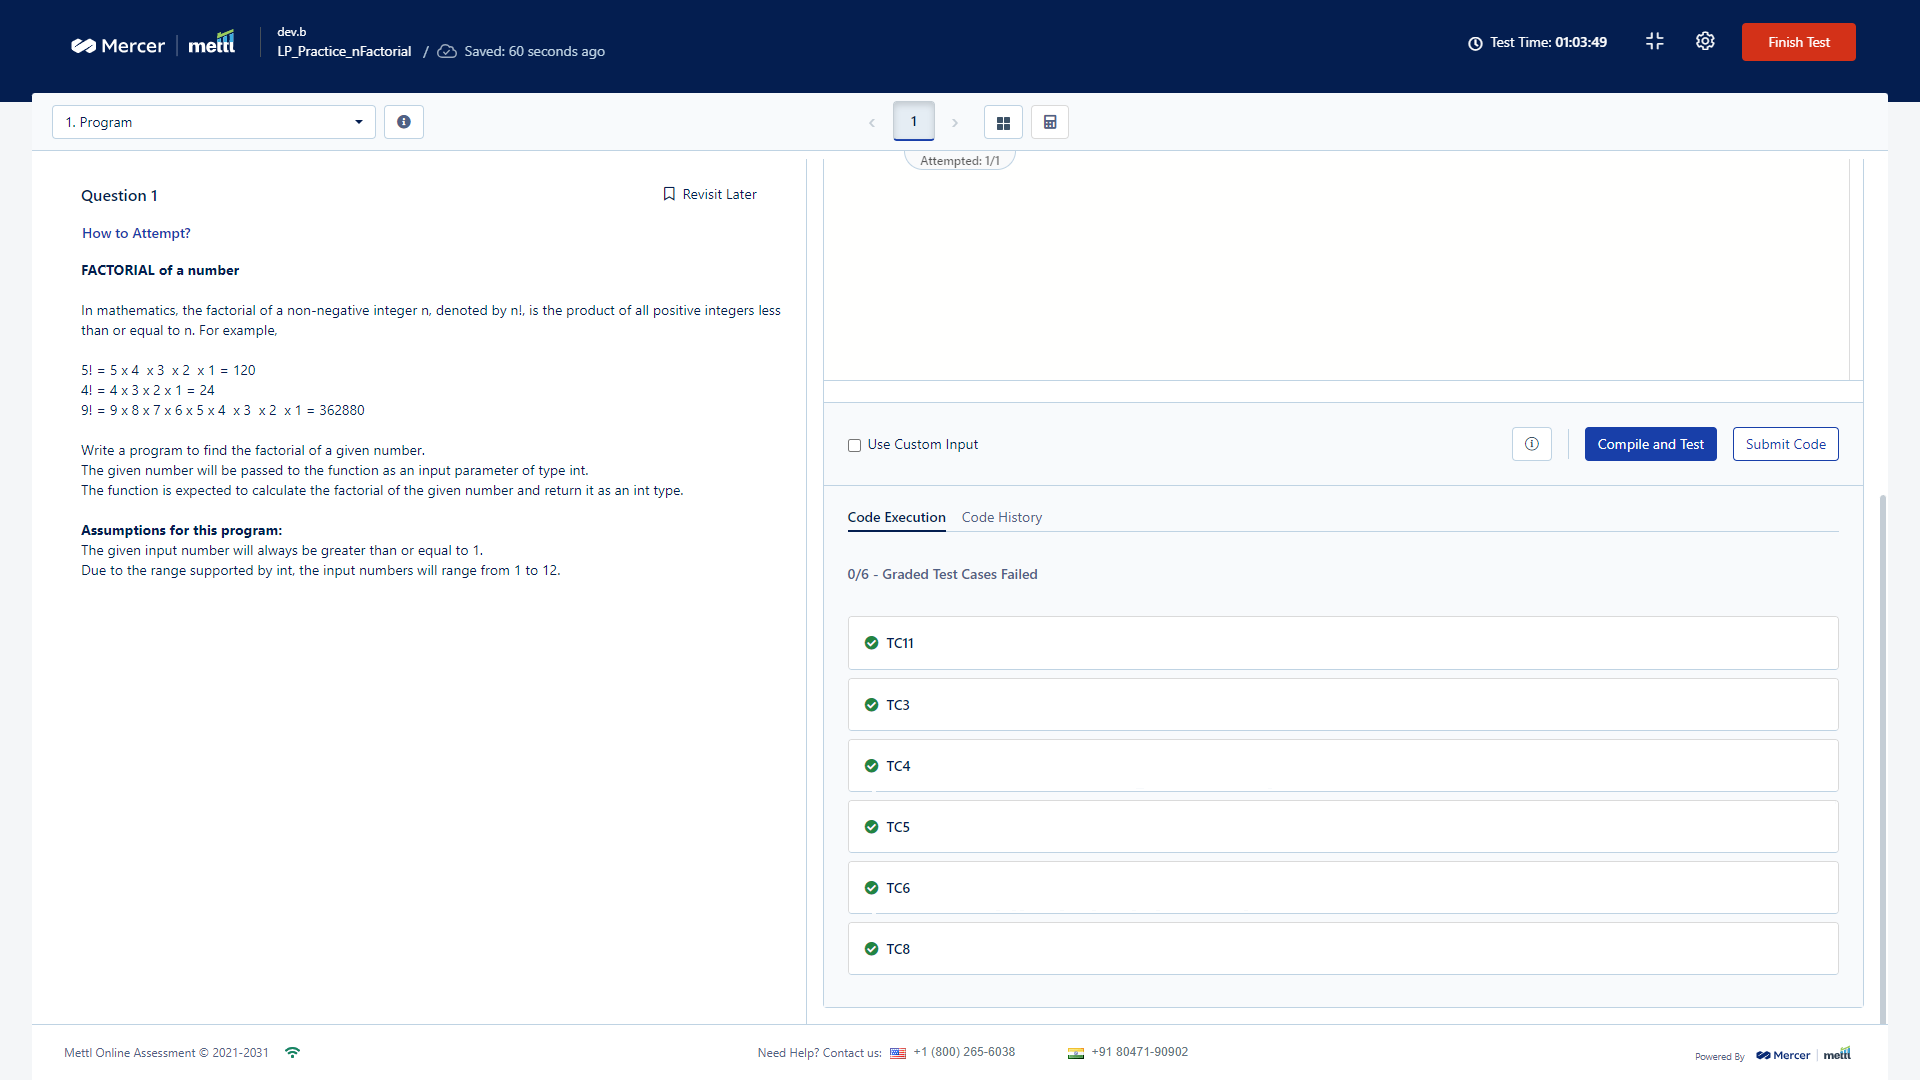 Mercer mettl
dev.b
LP_Practice_nFactorial / Saved: 60 seconds ago
Test Time: 01:03:49
Finish Test
1. Program
1
Attempted: 1/1
Question 1
Revisit Later
How to Attempt?
FACTORIAL of a number
In mathematics, the factorial of a non-negative integer n, denoted by n!, is the product of all positive integers less
than or equal to n. For example,
5! = 5 x 4 x 3 x 2 x 1 = 120
4! = 4 x 3 x 2 x 1 = 24
9! = 9 x 8 x 7 x 6 x 5 x 4 x 3 x 2 x 1 = 362880
Write a program to find the factorial of a given number.
The given number will be passed to the function as an input parameter of type int.
The function is expected to calculate the factorial of the given number and return it as an int type.
Assumptions for this program:
The given input number will always be greater than or equal to 1.
Due to the range supported by int, the input numbers will range from 1 to 12.
Use Custom Input
Compile and Test
Submit Code
Code Execution
Code History
0/6 - Graded Test Cases Failed
TC11
TC3
TC4
TC5
TC6
TC8
Mettl Online Assessment © 2021-2031
Need Help? Contact us: +1 (800) 265-6038
+91 80471-90902
Powered By Mercer mettl